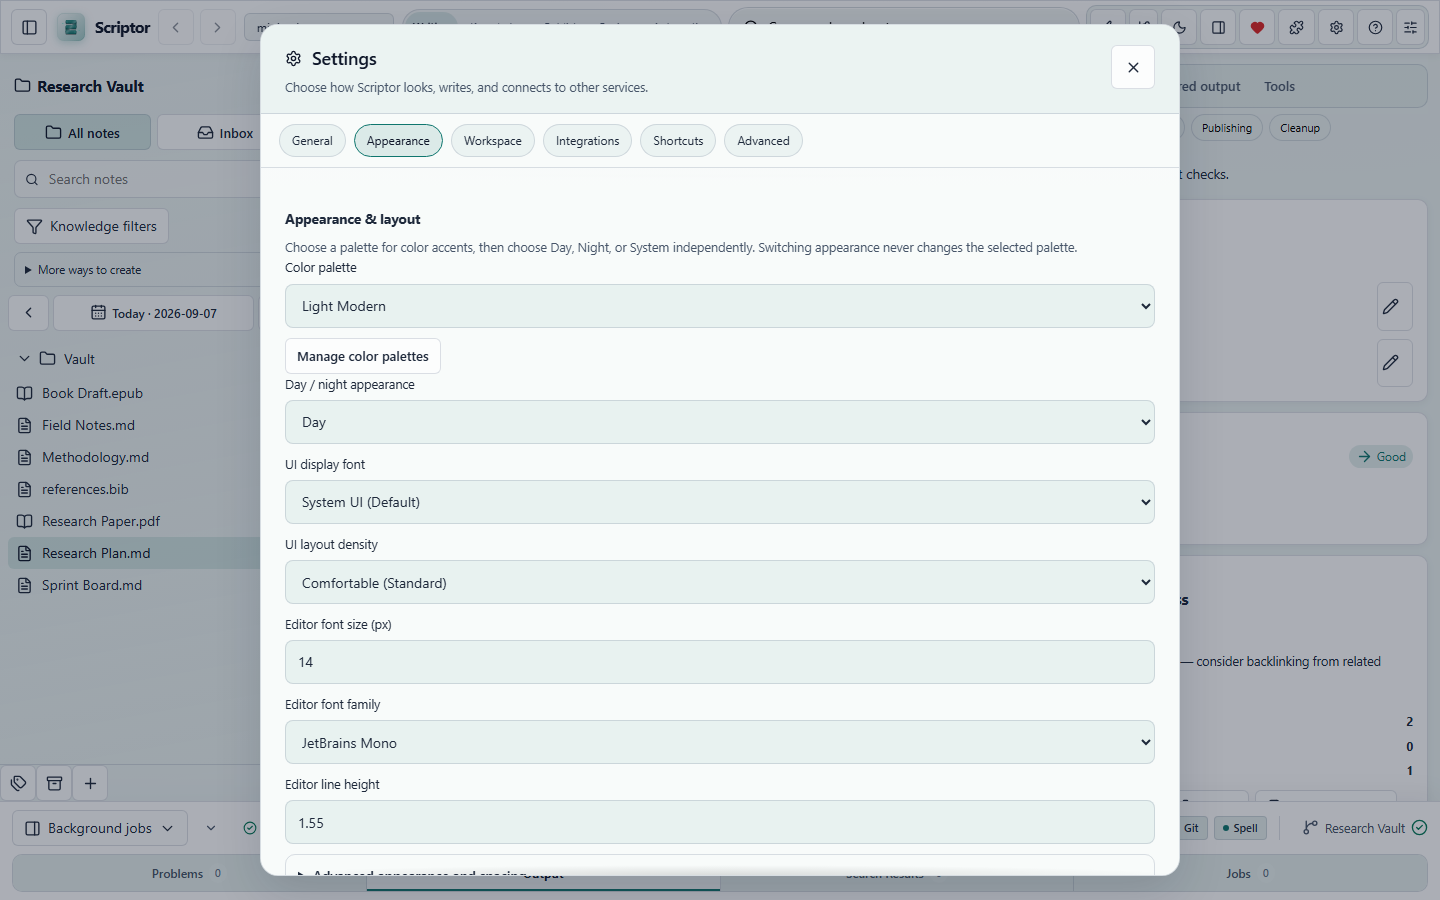 Scriptor
Settings
Choose how Scriptor looks, writes, and connects to other services.
General
Appearance
Workspace
Integrations
Shortcuts
Advanced
Research Vault
All notes
Inbox
Search notes
Knowledge filters
More ways to create
Today · 2026-09-07
Vault
Book Draft.epub
Field Notes.md
Methodology.md
references.bib
Research Paper.pdf
Research Plan.md
Sprint Board.md
Appearance & layout
Choose a palette for color accents, then choose Day, Night, or System independently. Switching appearance never changes the selected palette.
Color palette
Light Modern
Manage color palettes
Day / night appearance
Day
UI display font
System UI (Default)
UI layout density
Comfortable (Standard)
Editor font size (px)
14
Editor font family
JetBrains Mono
Editor line height
1.55
Advanced appearance and spacing
output
Tools
Publishing
Cleanup
checks.
Good
— consider backlinking from related
2
0
1
Background jobs
Git
Spell
Research Vault
Problems 0
Output
Search Results
Jobs 0